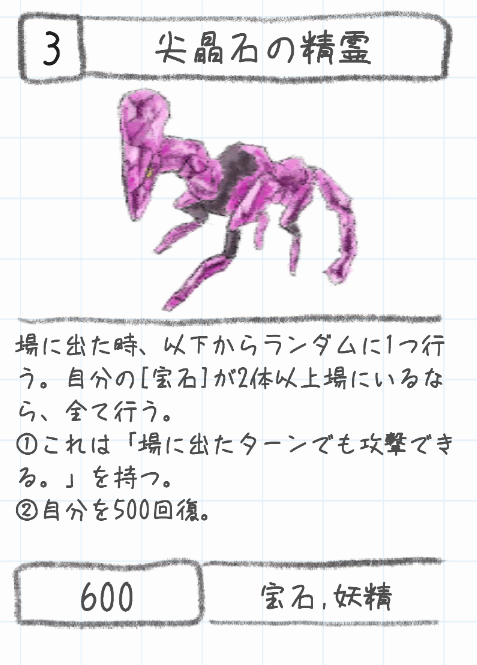 3
尖晶石の精霊
場に出た時、以下からランダムに1つ行
う。自分の[宝石]が2体以上場にいるな
ら、全て行う。
①これは「場に出たターンでも攻撃でき
る。」を持つ。
②自分を500回復。
600
宝石,妖精